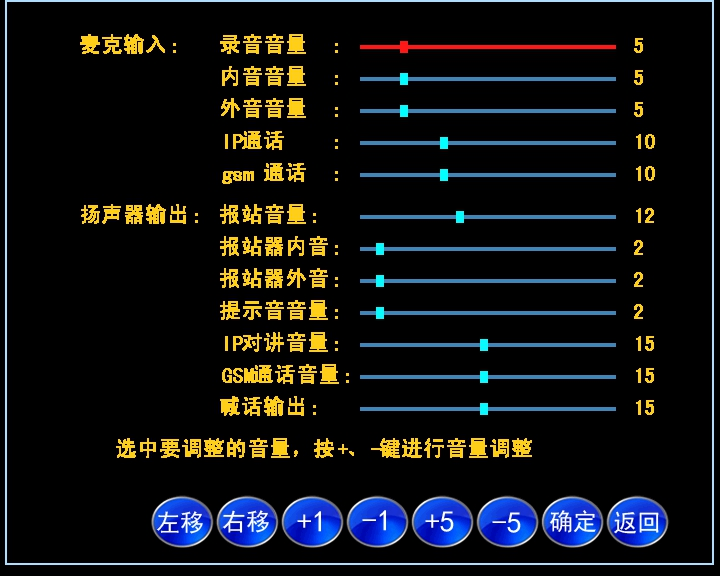 麦克输入: 录音音量 : 5
内音音量 : 5
外音音量 : 5
IP通话 : 10
gsm 通话 : 10
扬声器输出: 报站音量: 12
报站器内音: 2
报站器外音: 2
提示音音量: 2
IP对讲音量: 15
GSM通话音量: 15
喊话输出: 15
选中要调整的音量，按+、-键进行音量调整
左移 右移 +1 -1 +5 -5 确定 返回